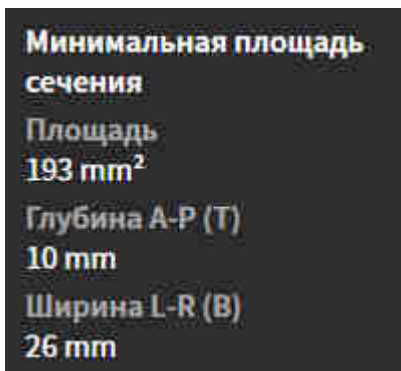 Минимальная площадь
сечения
Площадь
193 mm²
Глубина A-P (T)
10 mm
Ширина L-R (B)
26 mm